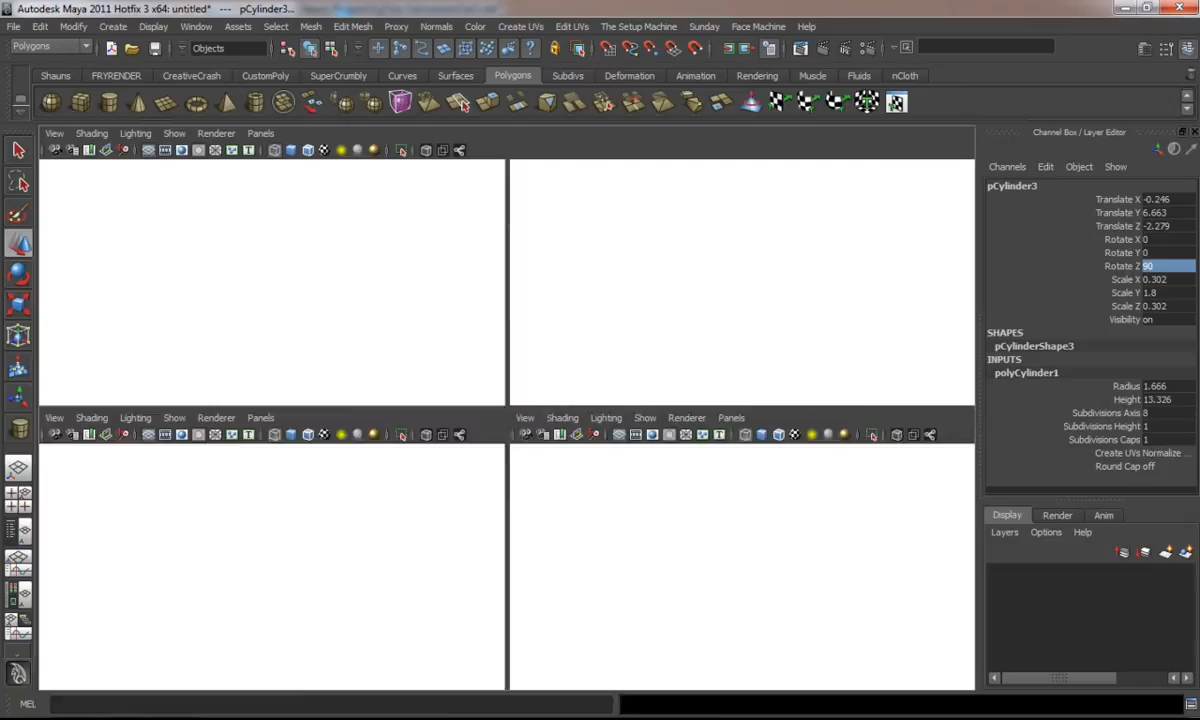 Autodesk Maya 2011 Hotfix 3 x64: untitled* --- pCylinder3...
File Edit Modify Create Display Window Assets Select Mesh Edit Mesh Proxy Normals Color Create UVs Edit UVs The Setup Machine Sunday Face Machine Help
Polygons Objects
Shauns FRYRENDER CreativeCrash CustomPoly SuperCrumbly Curves Surfaces Polygons Subdivs Deformation Animation Rendering Muscle Fluids nCloth
Channel Box / Layer Editor
View Shading Lighting Show Renderer Panels
Channels Edit Object Show
pCylinder3
Translate X -0.246
Translate Y 6.663
Translate Z -2.279
Rotate X 0
Rotate Y 0
Rotate Z 90
Scale X 0.302
Scale Y 1.8
Scale Z 0.302
Visibility on
SHAPES
pCylinderShape3
INPUTS
polyCylinder1
Radius 1.666
Height 13.326
Subdivisions Axis 8
Subdivisions Height 1
Subdivisions Caps 1
Create UVs Normalize ...
Round Cap off
View Shading Lighting Show Renderer Panels
View Shading Lighting Show Renderer Panels
Display Render Anim
Layers Options Help
MEL